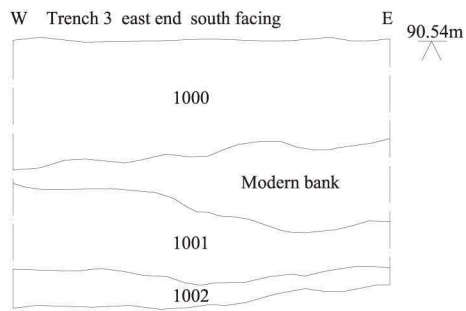 W Trench 3 east end south facing E
90.54m
1000
Modern bank
1001
1002